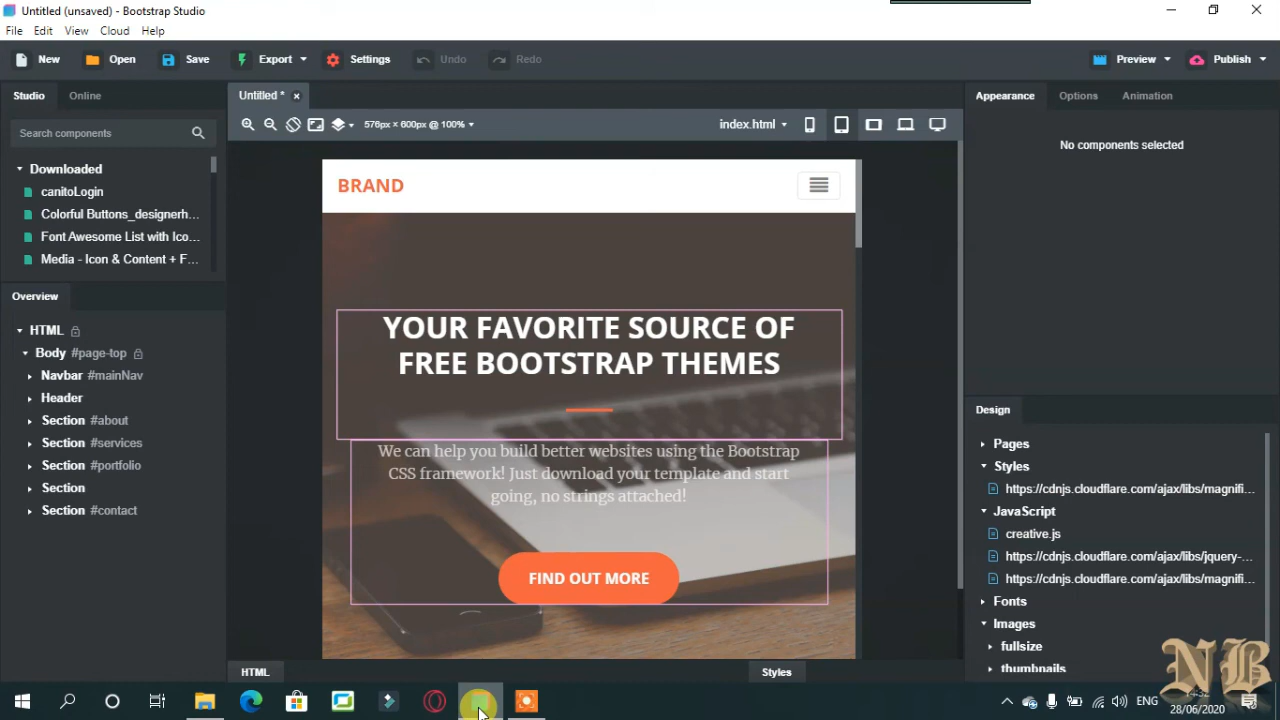 Untitled (unsaved) - Bootstrap Studio
File Edit View Cloud Help
New Open Save Export Settings Undo Redo Preview Publish
Studio Online
Untitled *
Appearance Options Animation
Search components
576px × 600px @ 100%
index.html
No components selected
Downloaded
canitoLogin
Colorful Buttons_designerh...
Font Awesome List with Ico...
Media - Icon & Content + F...
Overview
HTML
Body #page-top
Navbar #mainNav
Header
Section #about
Section #services
Section #portfolio
Section
Section #contact
BRAND
YOUR FAVORITE SOURCE OF
FREE BOOTSTRAP THEMES
We can help you build better websites using the Bootstrap
CSS framework! Just download your template and start
going, no strings attached!
FIND OUT MORE
Design
Pages
Styles
https://cdnjs.cloudflare.com/ajax/libs/magnifi...
JavaScript
creative.js
https://cdnjs.cloudflare.com/ajax/libs/jquery-...
https://cdnjs.cloudflare.com/ajax/libs/magnifi...
Fonts
Images
fullsize
thumbnails
HTML
Styles
NB
ENG
14:32
28/06/2020